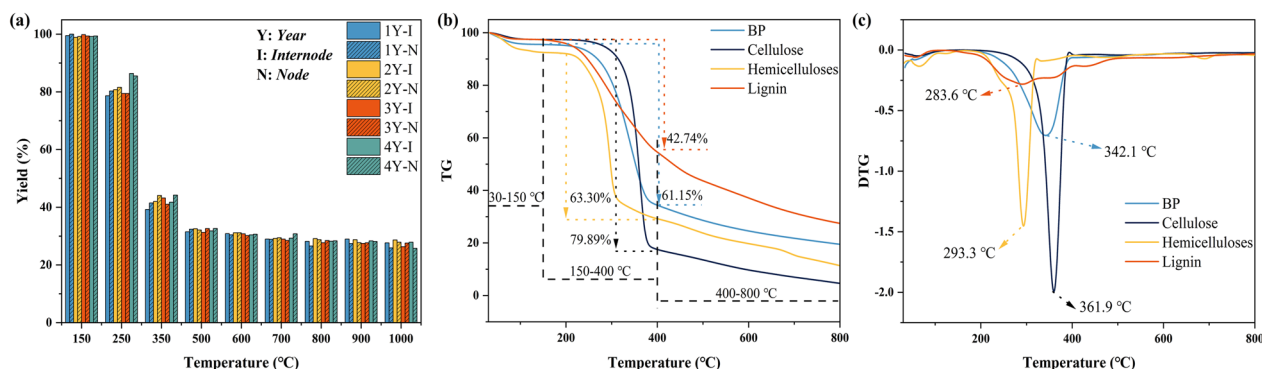 (a)
Y: Year
I: Internode
N: Node
1Y-I
1Y-N
2Y-I
2Y-N
3Y-I
3Y-N
4Y-I
4Y-N
100
80
60
40
20
0
Yield (%)
150 250 350 500 600 700 800 900 1000
Temperature (℃)
(b)
BP
Cellulose
Hemicelluloses
Lignin
100
80
60
40
20
0
TG
42.74%
63.30%
61.15%
79.89%
30-150 ℃
150-400 ℃
400-800 ℃
200 400 600 800
Temperature (℃)
(c)
0.0
-0.5
-1.0
-1.5
-2.0
DTG
283.6 ℃
342.1 ℃
293.3 ℃
361.9 ℃
BP
Cellulose
Hemicelluloses
Lignin
200 400 600 800
Temperature (℃)